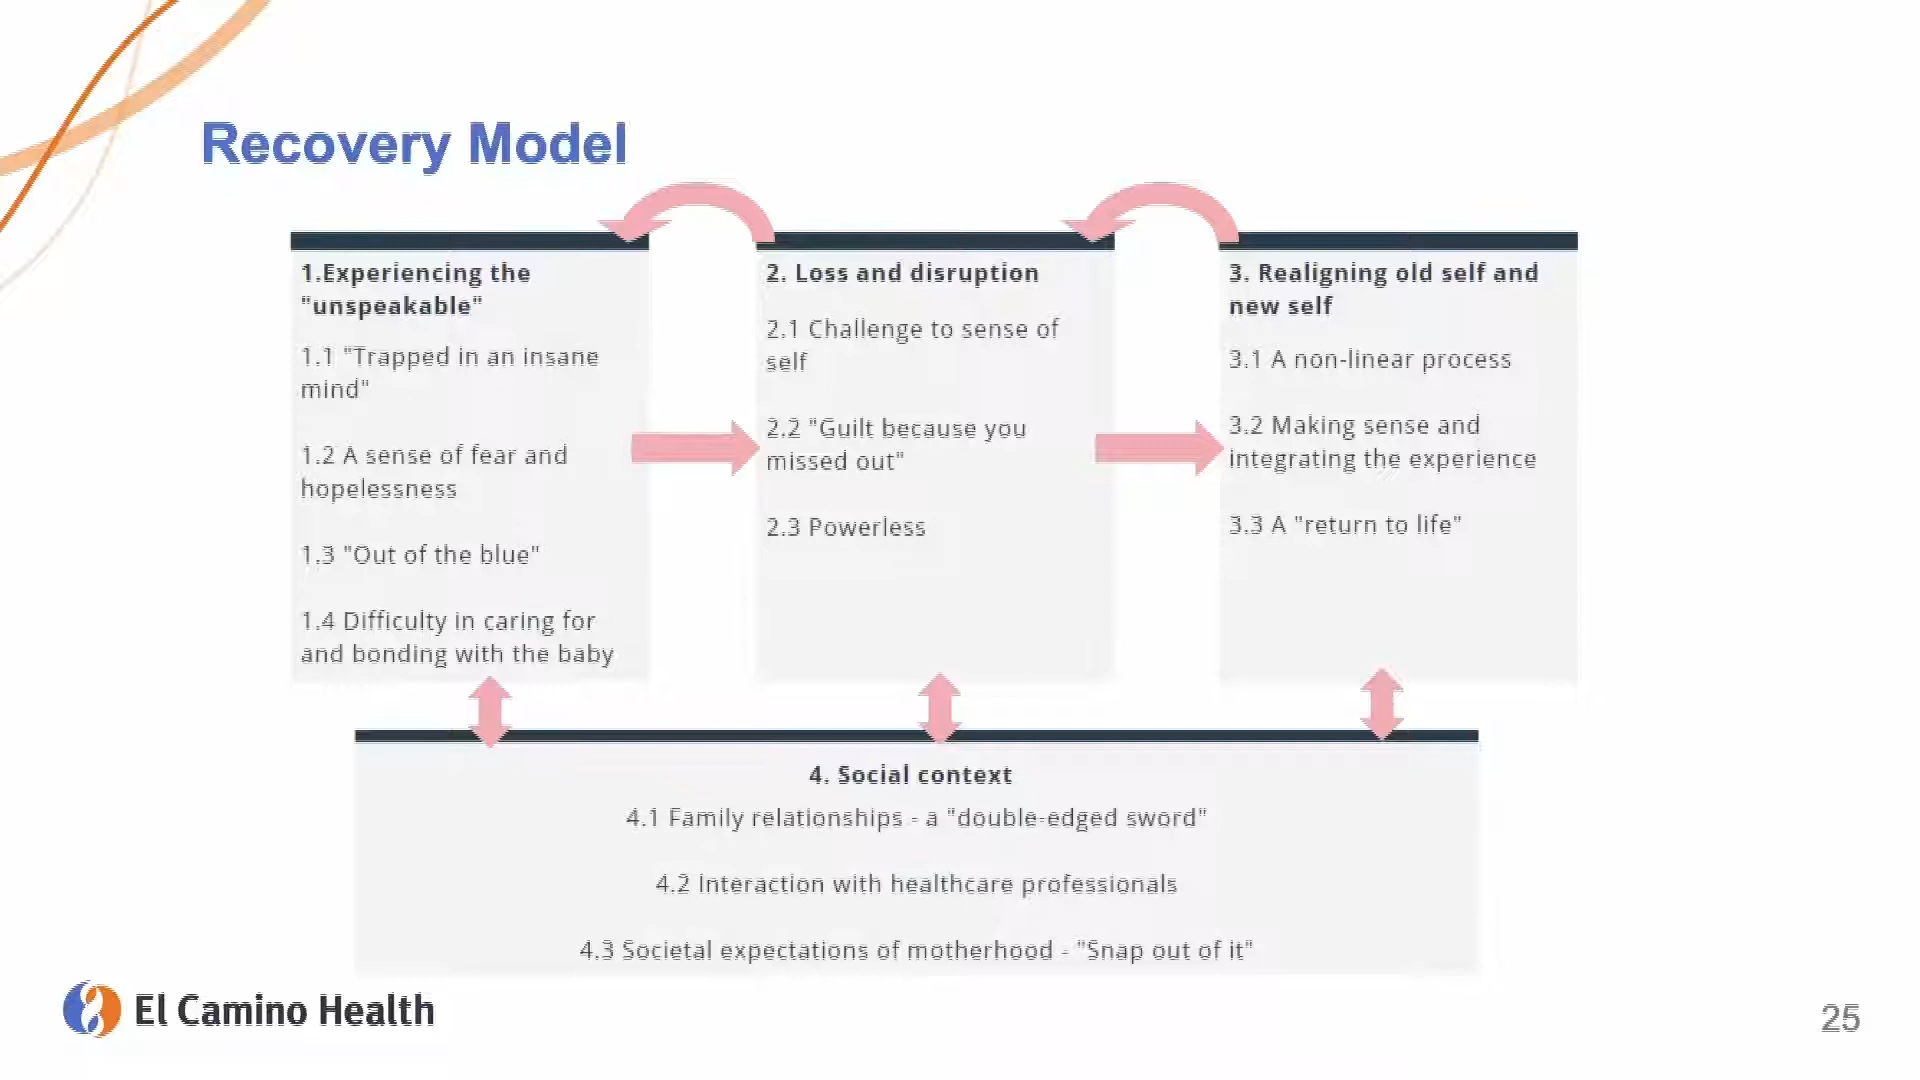 Recovery Model
1.Experiencing the
"unspeakable"
1.1 "Trapped in an insane
mind"
1.2 A sense of fear and
hopelessness
1.3 "Out of the blue"
1.4 Difficulty in caring for
and bonding with the baby
2. Loss and disruption
2.1 Challenge to sense of
self
2.2 "Guilt because you
missed out"
2.3 Powerless
3. Realigning old self and
new self
3.1 A non-linear process
3.2 Making sense and
integrating the experience
3.3 A "return to life"
4. Social context
4.1 Family relationships - a "double-edged sword"
4.2 Interaction with healthcare professionals
4.3 Societal expectations of motherhood - "Snap out of it"
El Camino Health
25